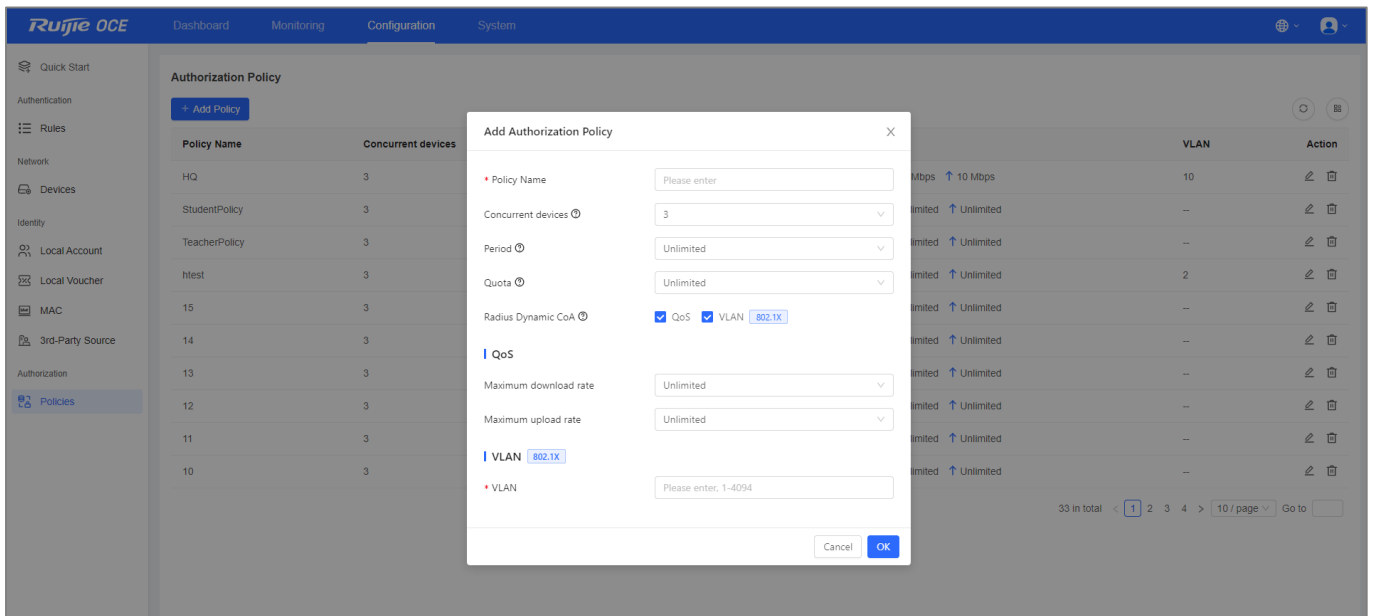 Ruijie OCE Dashboard Monitoring Configuration System
Quick Start
Authentication
Rules
Network
Devices
Identity
Local Account
Local Voucher
MAC
3rd-Party Source
Authorization
Policies
Authorization Policy
+ Add Policy
Policy Name Concurrent devices VLAN Action
HQ 3 Mbps ↑ 10 Mbps 10
StudentPolicy 3 limited ↑ Unlimited --
TeacherPolicy 3 limited ↑ Unlimited --
htest 3 limited ↑ Unlimited 2
15 3 limited ↑ Unlimited --
14 3 limited ↑ Unlimited --
13 3 limited ↑ Unlimited --
12 3 limited ↑ Unlimited --
11 3 limited ↑ Unlimited --
10 3 limited ↑ Unlimited --
33 in total < 1 2 3 4 > 10 / page Go to
Add Authorization Policy
* Policy Name Please enter
Concurrent devices 3
Period Unlimited
Quota Unlimited
Radius Dynamic CoA QoS VLAN 802.1X
QoS
Maximum download rate Unlimited
Maximum upload rate Unlimited
VLAN 802.1X
* VLAN Please enter, 1-4094
Cancel OK